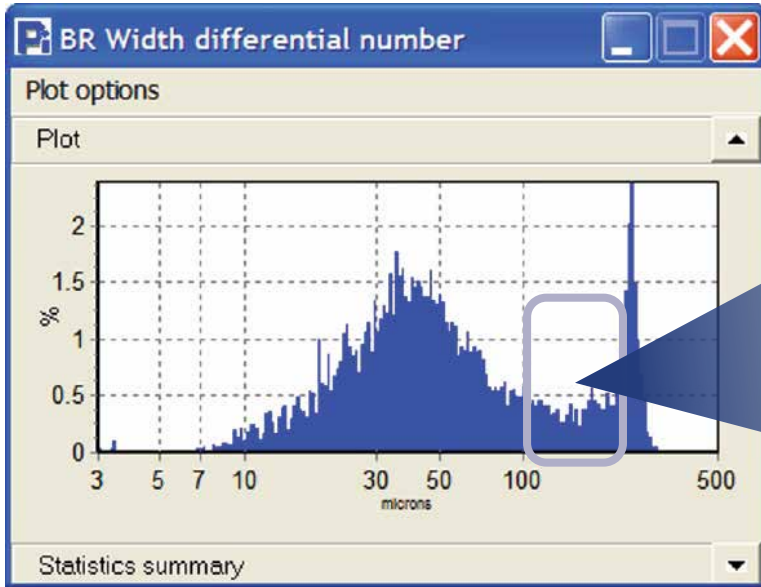 BR Width differential number
Plot options
Plot
2
1.5
1
0.5
0
%
3 5 7 10 30 50 100 500
microns
Statistics summary